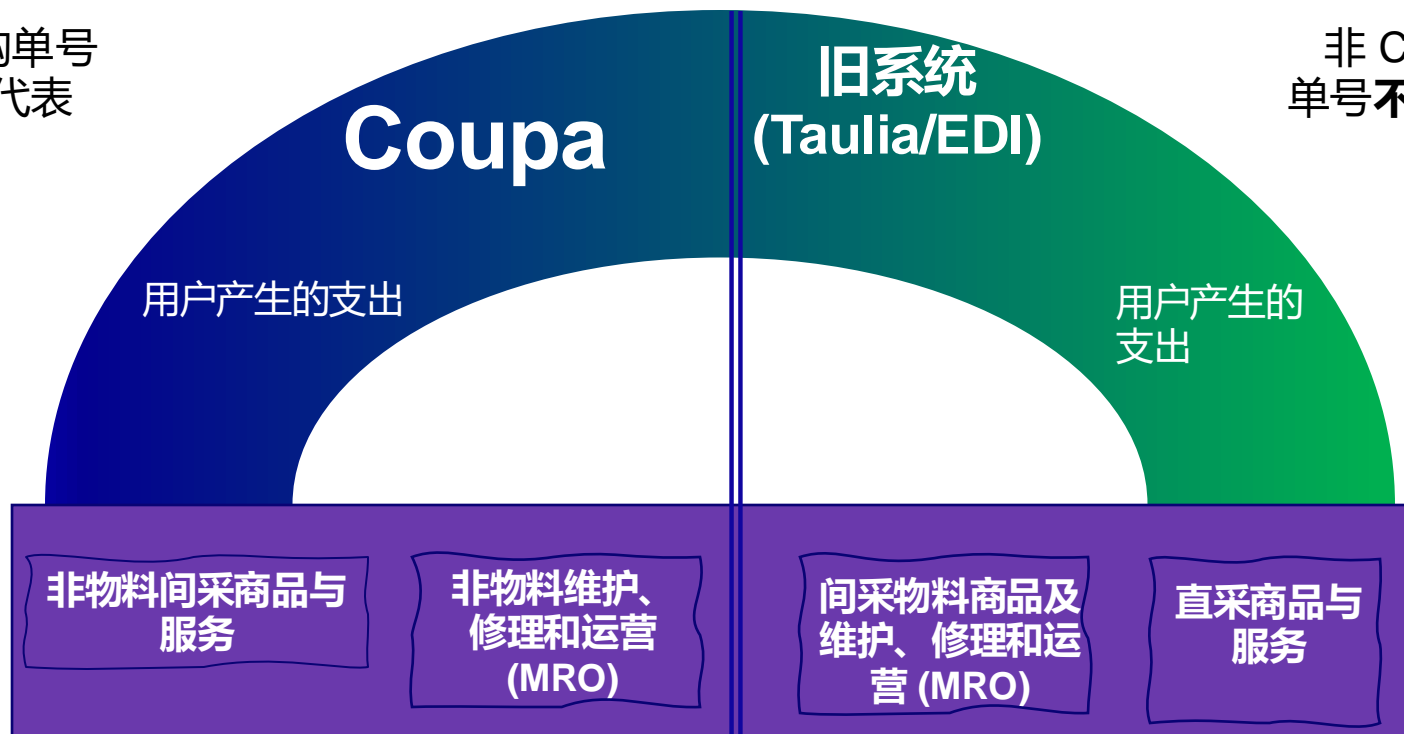 购单号
代表
非 C
单号不
Coupa
旧系统
(Taulia/EDI)
用户产生的支出
用户产生的
支出
非物料间采商品与
服务
非物料维护、
修理和运营
(MRO)
间采物料商品及
维护、修理和运
营 (MRO)
直采商品与
服务